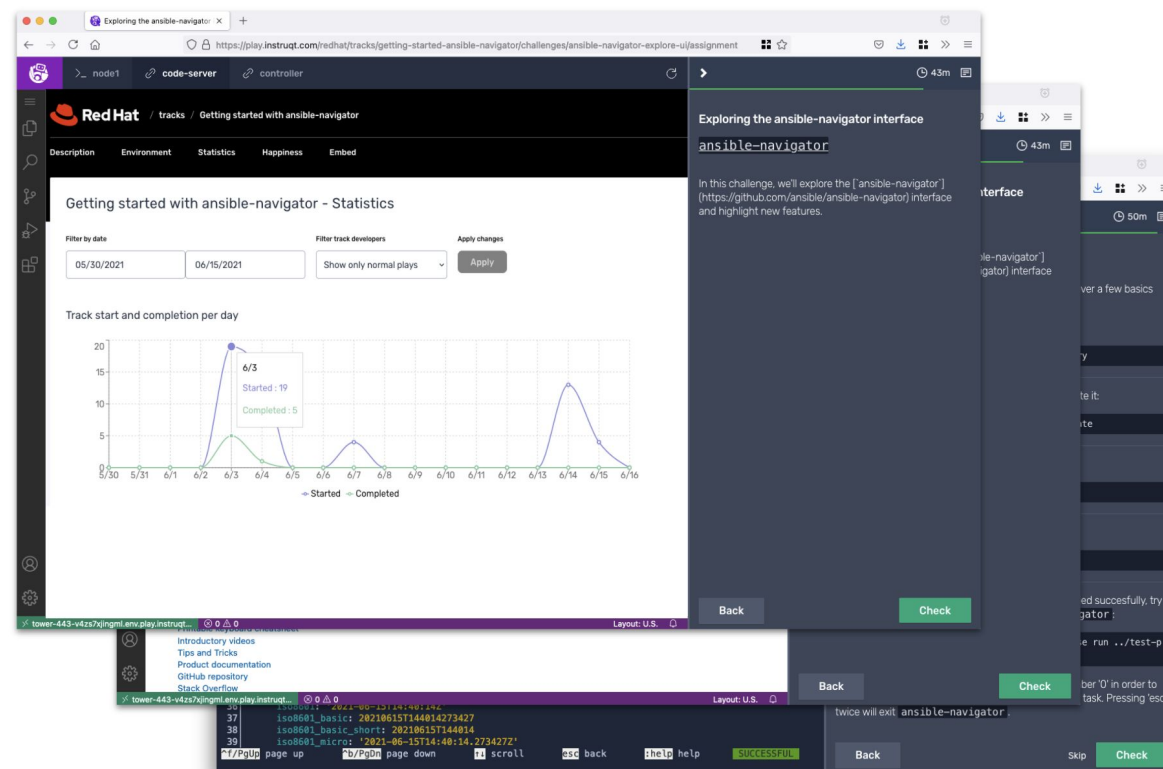 Exploring the ansible-navigator
https://play.instruqt.com/redhat/tracks/getting-started-ansible-navigator/challenges/ansible-navigator-explore-ui/assignment
>_ node1 code-server controller
43m
Red Hat / tracks / Getting started with ansible-navigator
Description Environment Statistics Happiness Embed
Getting started with ansible-navigator - Statistics
Filter by date Filter track developers Apply changes
05/30/2021 06/15/2021 Show only normal plays Apply
Track start and completion per day
20
15
10
5
0
6/3
Started : 19
Completed : 5
5/30 5/31 6/1 6/2 6/3 6/4 6/5 6/6 6/7 6/8 6/9 6/10 6/11 6/12 6/13 6/14 6/15 6/16
Started Completed
Exploring the ansible-navigator interface
ansible-navigator
In this challenge, we'll explore the [`ansible-navigator`]
(https://github.com/ansible/ansible-navigator) interface
and highlight new features.
Back Check
tower-443-v4zs7xjingml.env.play.instruqt... 0 0 Layout: U.S.
43m
terface
ble-navigator`]
igator) interface
Introductory videos
Tips and Tricks
Product documentation
GitHub repository
Stack Overflow
Back Check
tower-443-v4zs7xjingml.env.play.instruqt... 0 0 Layout: U.S.
50m
ver a few basics
ry
te it:
ate
ed succesfully, try
gator:
se run ../test-p
ber '0' in order to
task. Pressing 'esc
twice will exit ansible-navigator.
37 iso8601_basic: 20210615T144014273427
38 iso8601_basic_short: 20210615T144014
39 iso8601_micro: '2021-06-15T14:40:14.273427Z'
^f/PgUp page up ^b/PgDn page down ↑↓ scroll esc back :help help SUCCESSFUL
Back Skip Check